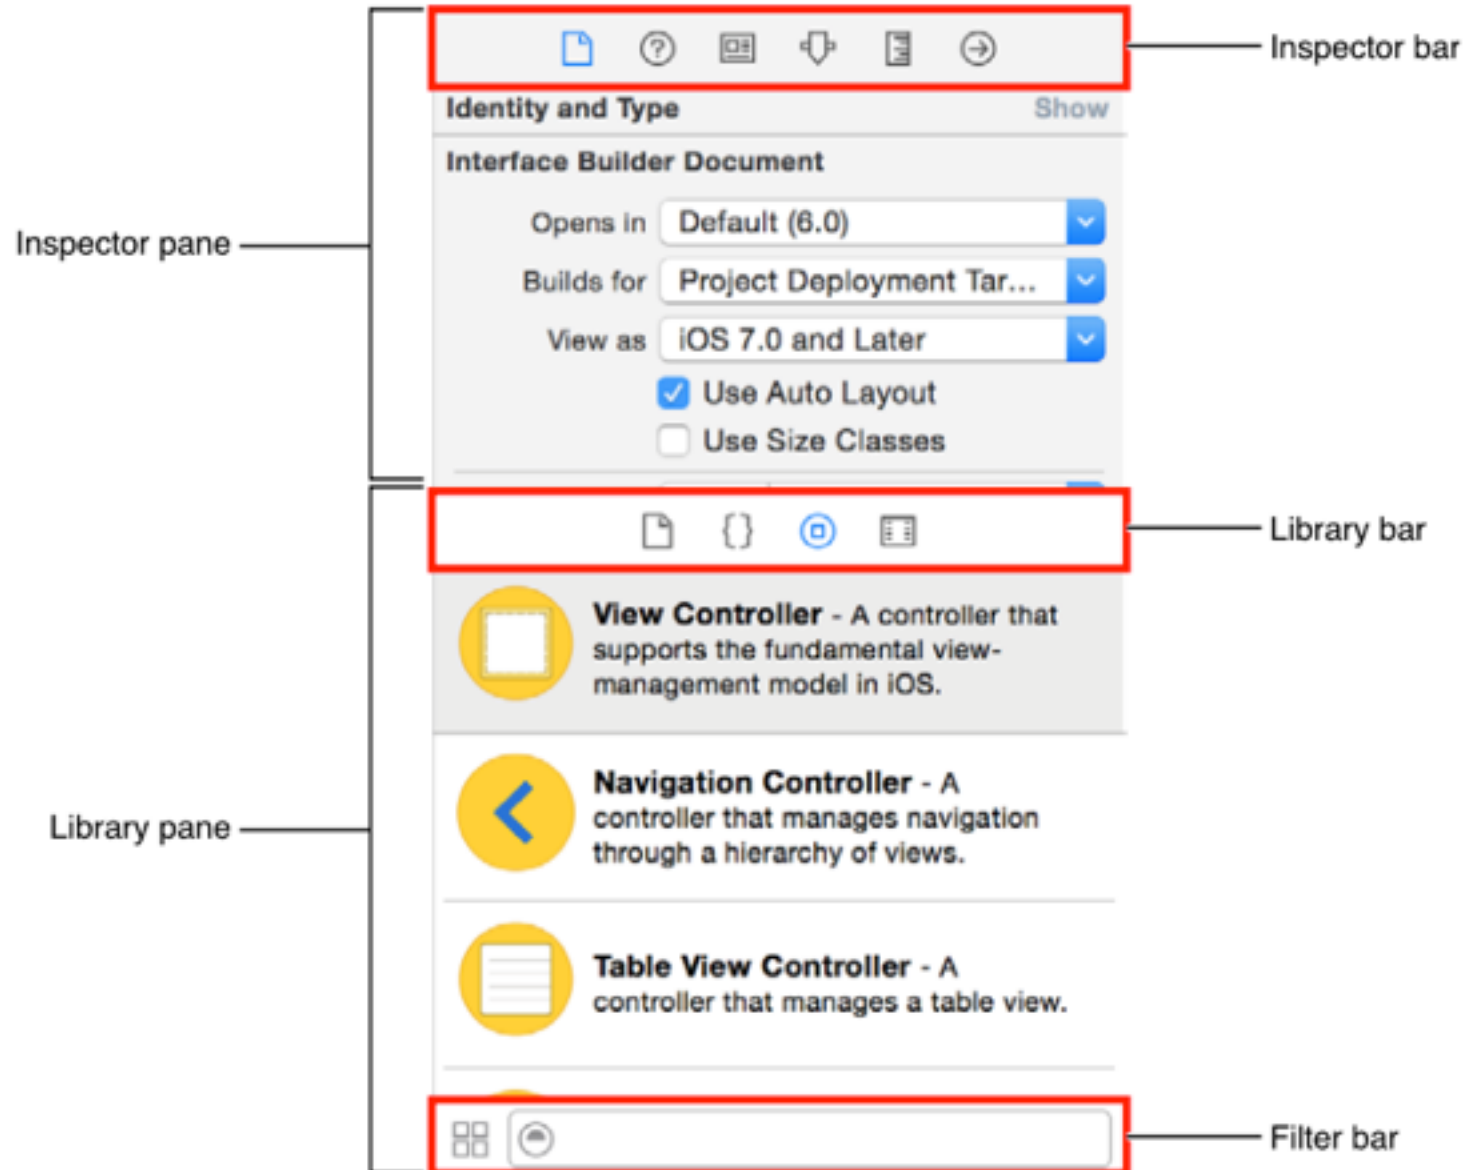 Inspector bar
Identity and Type Show
Interface Builder Document
Opens in Default (6.0)
Inspector pane
Builds for Project Deployment Tar...
View as iOS 7.0 and Later
Use Auto Layout
Use Size Classes
Library bar
View Controller - A controller that
supports the fundamental view-
management model in iOS.
Navigation Controller - A
controller that manages navigation
through a hierarchy of views.
Library pane
Table View Controller - A
controller that manages a table view.
Filter bar